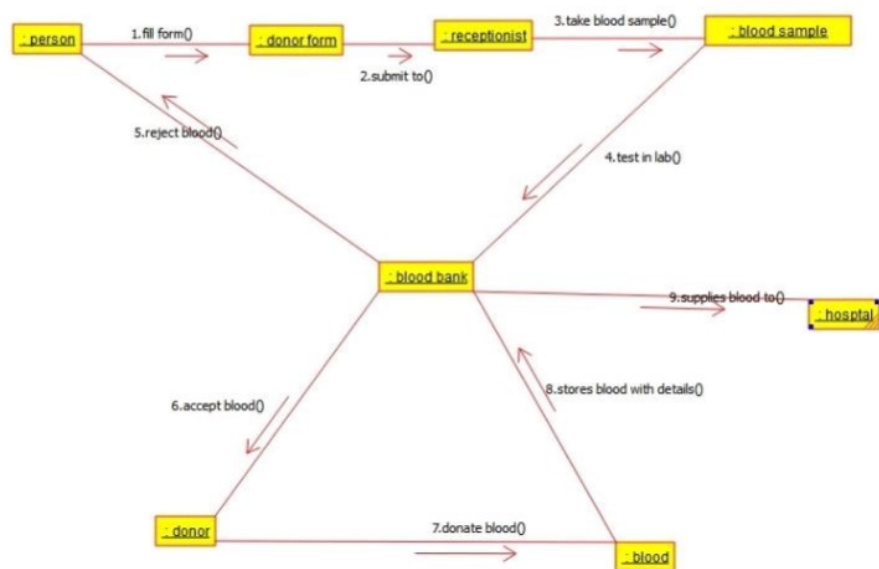 : person
1.fill form()
: donor form
2.submit to()
: receptionist
3.take blood sample()
: blood sample
4.test in lab()
5.reject blood()
: blood bank
9.supplies blood to()
: hosptal
6.accept blood()
8.stores blood with details()
: donor
7.donate blood()
: blood